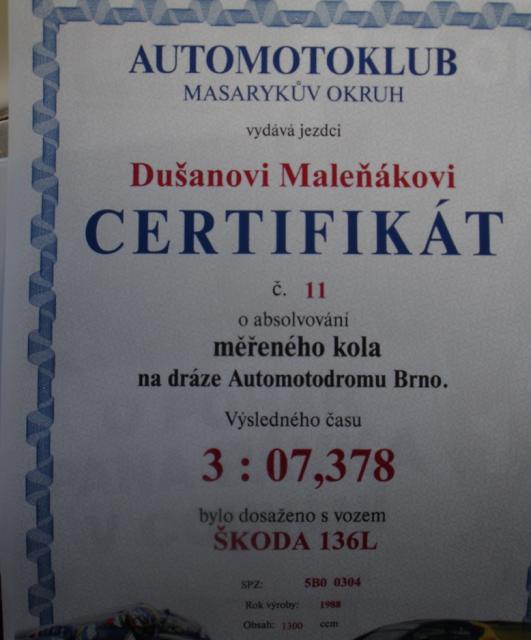 AUTOMOTOKLUB
MASARYKŮV OKRUH
vydává jezdci
Dušanovi Maleňákovi
CERTIFIKÁT
č. 11
o absolvování
měřeného kola
na dráze Automotodromu Brno.
Výsledného času
3 : 07,378
bylo dosaženo s vozem
ŠKODA 136L
SPZ: 5B0 0304
Rok výroby: 1988
Obsah: 1300 ccm